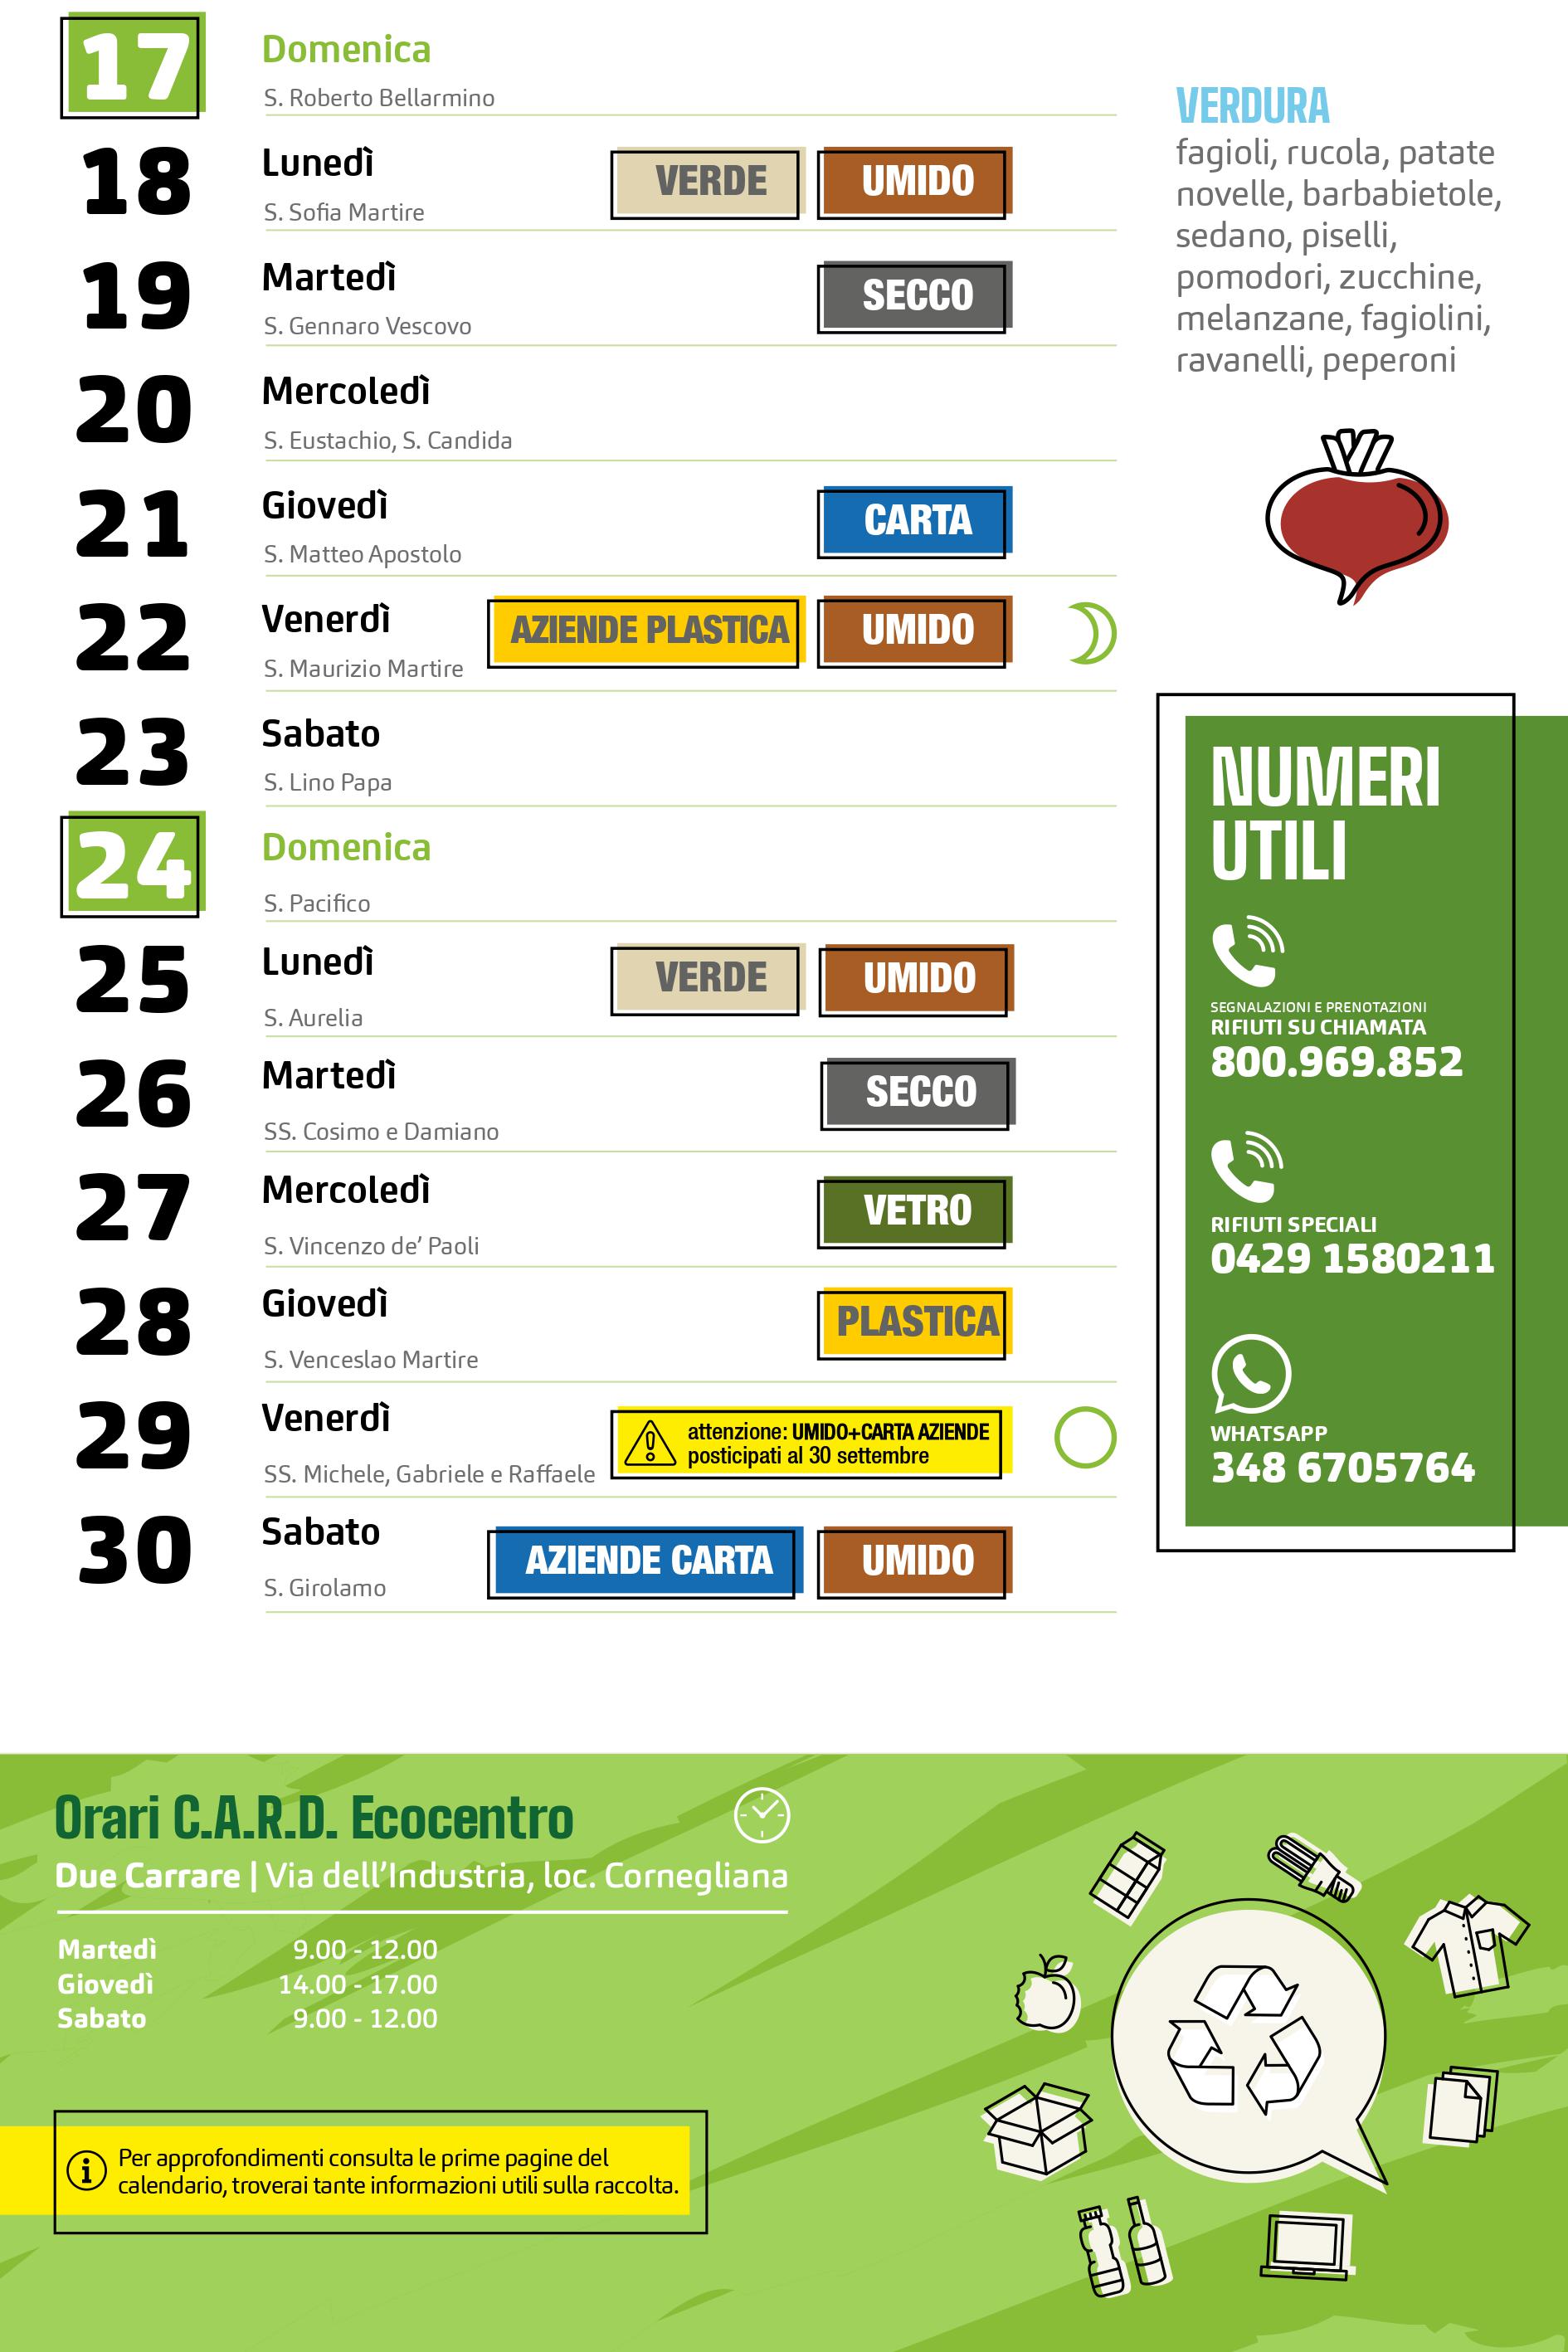 17
Domenica
S. Roberto Bellarmino
18
Lunedì
VERDE
UMIDO
S. Sofia Martire
19
Martedì
SECCO
S. Gennaro Vescovo
20
Mercoledì
S. Eustachio, S. Candida
21
Giovedì
CARTA
S. Matteo Apostolo
22
Venerdì
AZIENDE PLASTICA
UMIDO
S. Maurizio Martire
23
Sabato
S. Lino Papa
24
Domenica
S. Pacifico
25
Lunedì
VERDE
UMIDO
S. Aurelia
26
Martedì
SECCO
SS. Cosimo e Damiano
27
Mercoledì
VETRO
S. Vincenzo de’ Paoli
28
Giovedì
PLASTICA
S. Venceslao Martire
29
Venerdì
attenzione: UMIDO+CARTA AZIENDE
posticipati al 30 settembre
SS. Michele, Gabriele e Raffaele
30
Sabato
AZIENDE CARTA
UMIDO
S. Girolamo
VERDURA
fagioli, rucola, patate
novelle, barbabietole,
sedano, piselli,
pomodori, zucchine,
melanzane, fagiolini,
ravanelli, peperoni
NUMERI
UTILI
SEGNALAZIONI E PRENOTAZIONI
RIFIUTI SU CHIAMATA
800.969.852
RIFIUTI SPECIALI
0429 1580211
WHATSAPP
348 6705764
Orari C.A.R.D. Ecocentro
Due Carrare | Via dell’Industria, loc. Cornegliana
Martedì 9.00 - 12.00
Giovedì 14.00 - 17.00
Sabato 9.00 - 12.00
Per approfondimenti consulta le prime pagine del
calendario, troverai tante informazioni utili sulla raccolta.